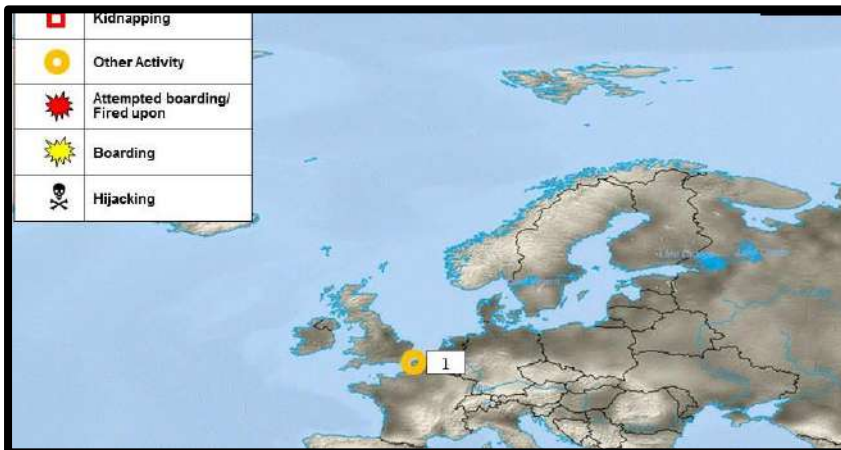 Kidnapping
Other Activity
Attempted boarding/
Fired upon
Boarding
Hijacking
1